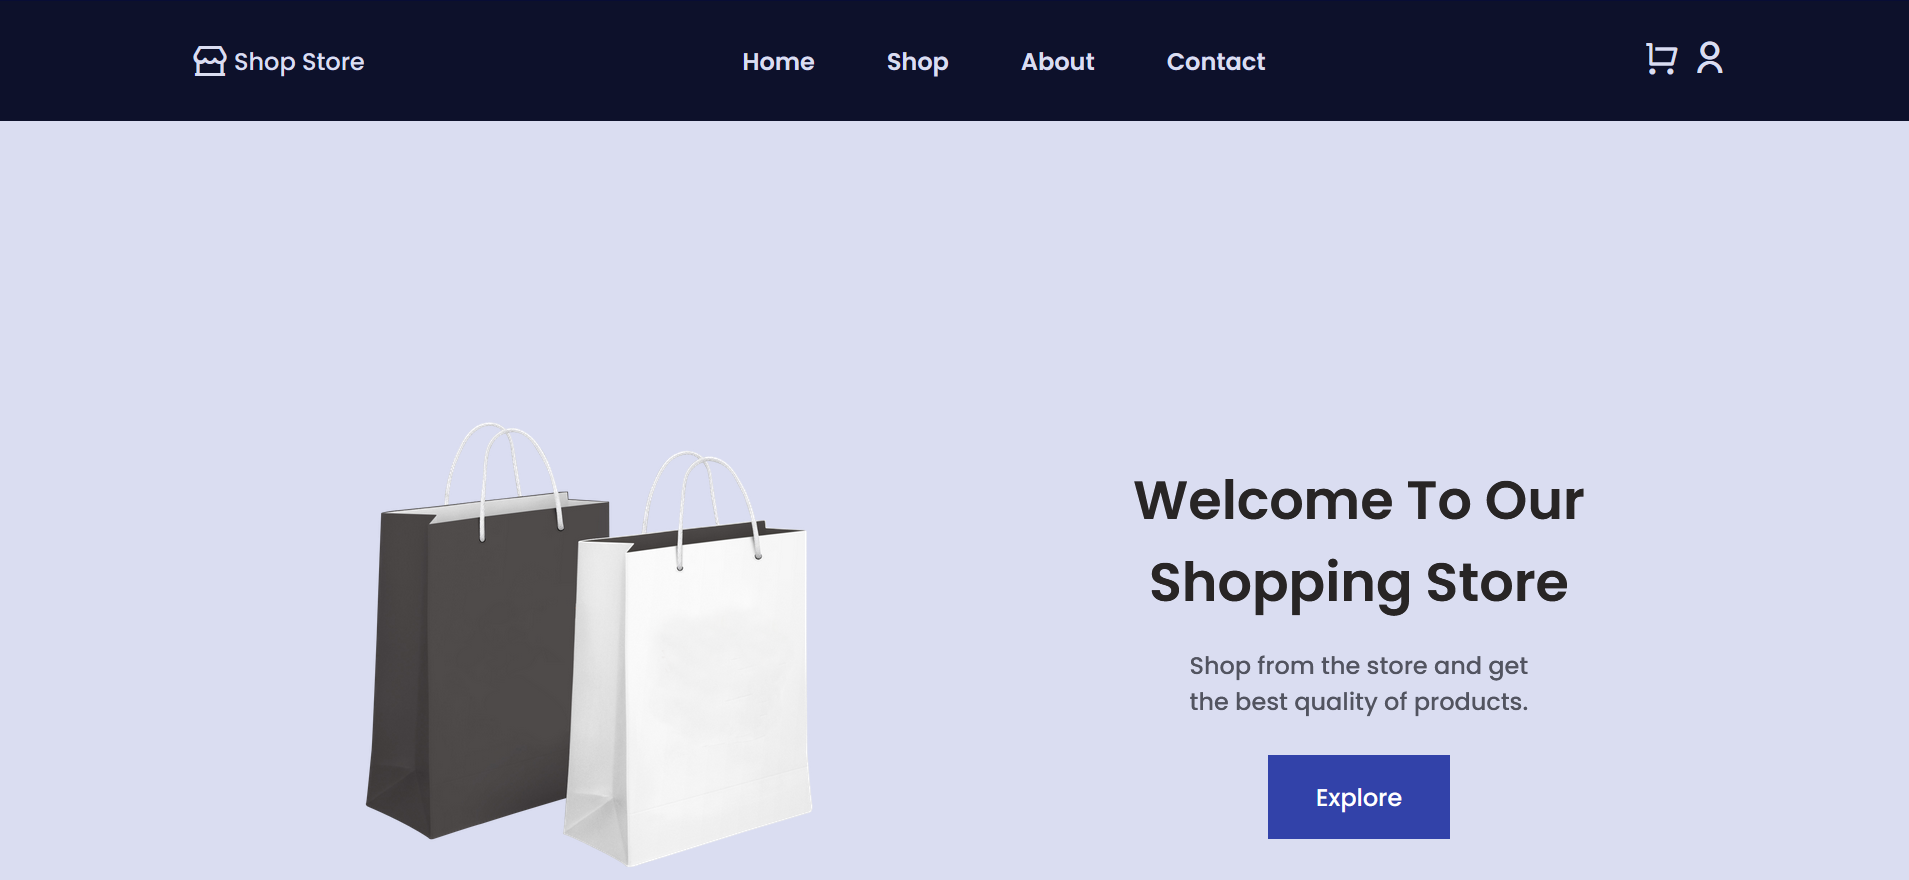 Shop Store
Home
Shop
About
Contact
Welcome To Our
Shopping Store
Shop from the store and get
the best quality of products.
Explore